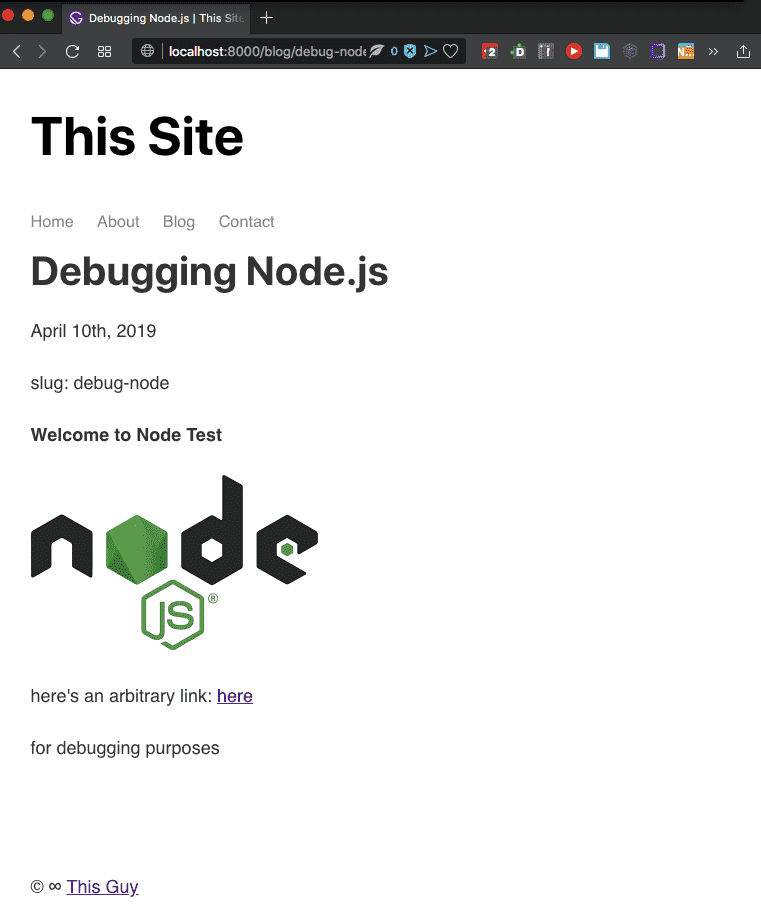 Debugging Node.js | This Site
localhost:8000/blog/debug-node
0 2 D
This Site
Home About Blog Contact
Debugging Node.js
April 10th, 2019
slug: debug-node
Welcome to Node Test
node
JS ®
here's an arbitrary link: here
for debugging purposes
© ∞ This Guy